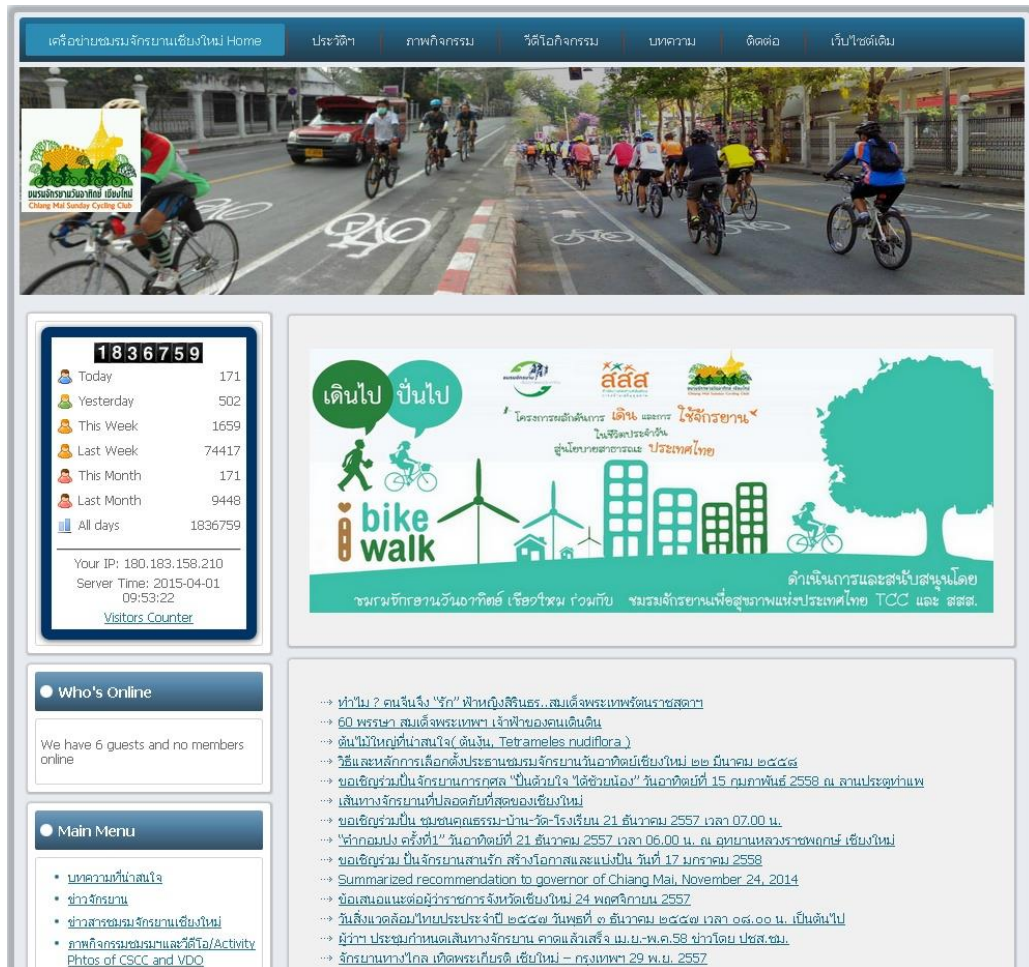 เครือข่ายชมรมจักรยานเชียงใหม่ Home
ประวัติฯ
ภาพกิจกรรม
วีดีโอกิจกรรม
บทความ
ติดต่อ
เว็บไซต์เดิม
ชมรมจักรยานวันอาทิตย์ เชียงใหม่
Chiang Mai Sunday Cycling Club
1836759
Today 171
Yesterday 502
This Week 1659
Last Week 74417
This Month 171
Last Month 9448
All days 1836759
Your IP: 180.183.158.210
Server Time: 2015-04-01
09:53:22
Visitors Counter
เดินไป ปั่นไป
สสส
โครงการผลักดันการ เดิน และการ ใช้จักรยาน
ในชีวิตประจำวัน
สู่นโยบายสาธารณะ ประเทศไทย
i bike
walk
ดำเนินการและสนับสนุนโดย
ชมรมจักรยานวันอาทิตย์ เชียงใหม่ ร่วมกับ ชมรมจักรยานเพื่อสุขภาพแห่งประเทศไทย TCC และ สสส.
Who's Online
We have 6 guests and no members
online
Main Menu
บทความที่น่าสนใจ
ข่าวจักรยาน
ข่าวสารชมรมจักรยานเชียงใหม่
ภาพกิจกรรมชมรมฯและวีดีโอ/Activity
Phtos of CSCC and VDO
ทำไม ? คนจีนจึง "รัก" ฟ้าหญิงสิรินธร..สมเด็จพระเทพรัตนราชสุดาฯ
60 พรรษา สมเด็จพระเทพฯ เจ้าฟ้าของคนเดินดิน
ต้นไม้ใหญ่ที่น่าสนใจ( ต้นงุ้น, Tetrameles nudiflora )
วิธีและหลักการเลือกตั้งประธานชมรมจักรยานวันอาทิตย์เชียงใหม่ ๒๒ มีนาคม ๒๕๕๘
ขอเชิญร่วมปั่นจักรยานการกุศล "ปั่นด้วยใจ ได้ช่วยน้อง" วันอาทิตย์ที่ 15 กุมภาพันธ์ 2558 ณ ลานประตูท่าแพ
เส้นทางจักรยานที่ปลอดภัยที่สุดของเชียงใหม่
ขอเชิญร่วมปั่น ชุมชนคุณธรรม-บ้าน-วัด-โรงเรียน 21 ธันวาคม 2557 เวลา 07.00 น.
"คำกอมปง ครั้งที่1" วันอาทิตย์ที่ 21 ธันวาคม 2557 เวลา 06.00 น. ณ อุทยานหลวงราชพฤกษ์ เชียงใหม่
ขอเชิญร่วม ปั่นจักรยานสานรัก สร้างโอกาสและแบ่งปัน วันที่ 17 มกราคม 2558
Summarized recommendation to governor of Chiang Mai, November 24, 2014
ข้อเสนอแนะต่อผู้ว่าราชการจังหวัดเชียงใหม่ 24 พฤศจิกายน 2557
วันสิ่งแวดล้อมไทยประประจำปี ๒๕๕๗ วันพุธที่ ๓ ธันวาคม ๒๕๕๗ เวลา ๐๘.๐๐ น. เป็นต้นไป
ผู้ว่าฯ ประชุมกำหนดเส้นทางจักรยาน คาดแล้วเสร็จ เม.ย.-พ.ค.58 ข่าวโดย ปชส.ชม.
จักรยานทางไกล เทิดพระเกียรติ เชียใหม่ – กรุงเทพฯ 29 พ.ย. 2557